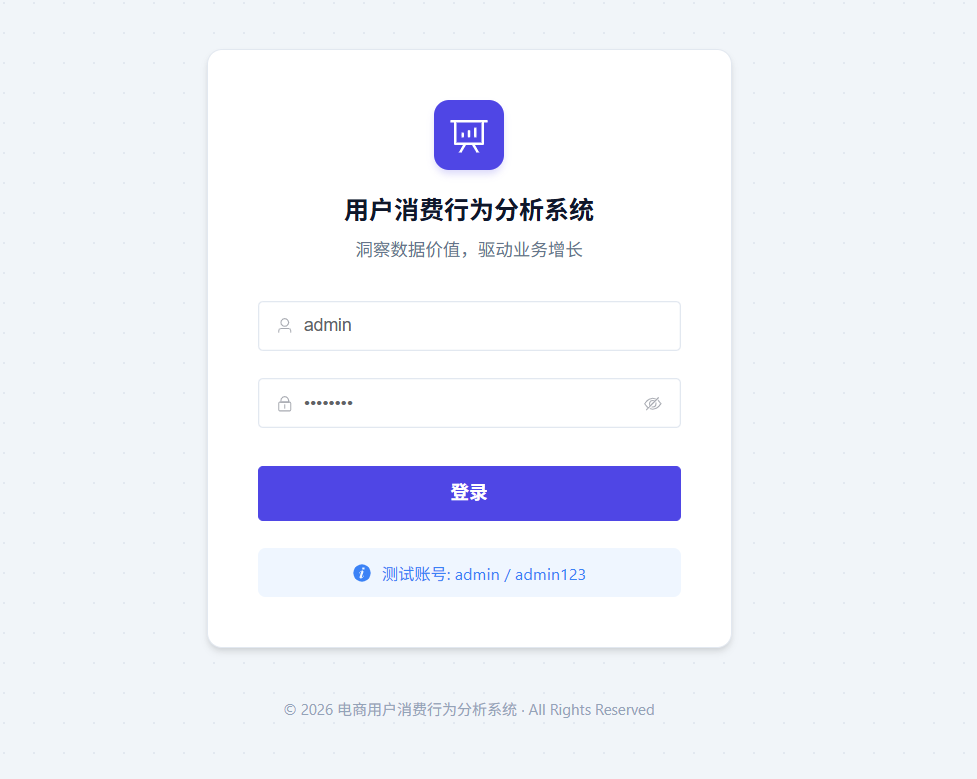 用户消费行为分析系统
洞察数据价值，驱动业务增长
admin
••••••••
登录
测试账号: admin / admin123
© 2026 电商用户消费行为分析系统 · All Rights Reserved